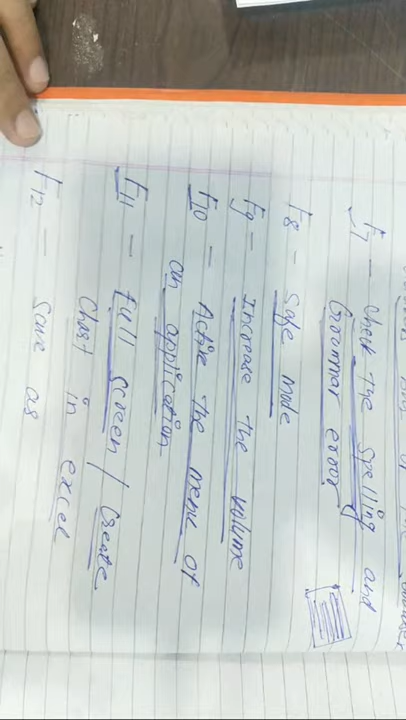 F7 - Check the Spelling and
Grammar error
F8 - Safe mode
F9 - Increase the volume
F10 - Active the menu of
an application
F11 - Full screen / Create
Chart in excel
F12 - Save as